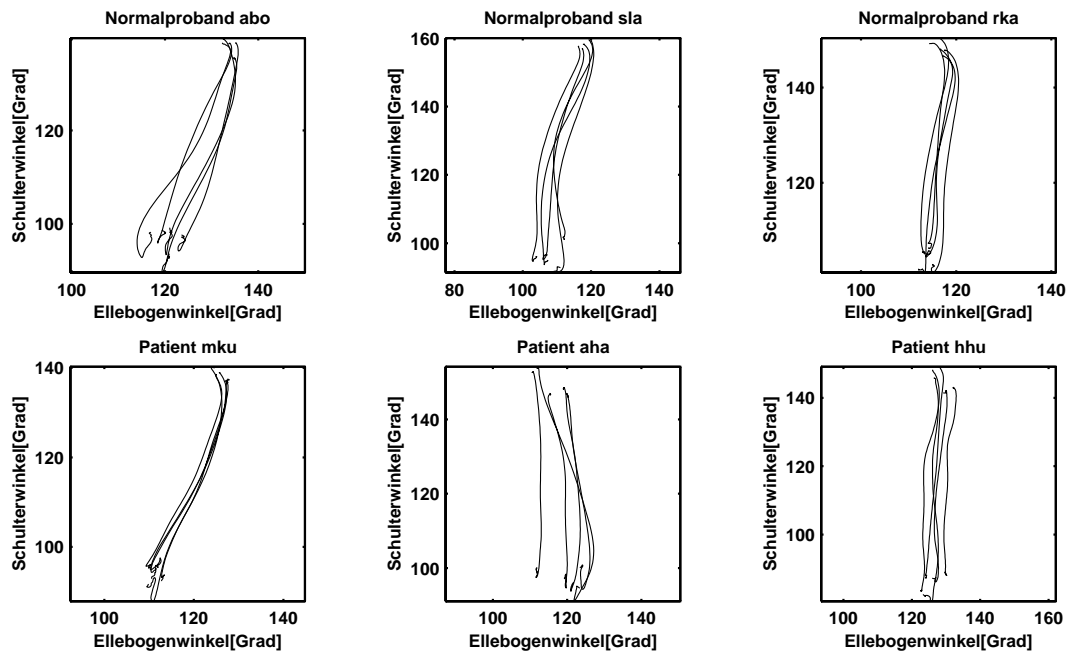 Normalproband abo
Normalproband sla
Normalproband rka
Schulterwinkel[Grad]
120
100
100
120
140
Ellebogenwinkel[Grad]
Schulterwinkel[Grad]
160
140
120
100
80
100
120
140
Ellebogenwinkel[Grad]
Schulterwinkel[Grad]
140
120
100
120
140
Ellebogenwinkel[Grad]
Patient mku
Patient aha
Patient hhu
Schulterwinkel[Grad]
140
120
100
100
120
140
Ellebogenwinkel[Grad]
Schulterwinkel[Grad]
140
120
100
100
120
140
Ellebogenwinkel[Grad]
Schulterwinkel[Grad]
140
120
100
100
120
140
160
Ellebogenwinkel[Grad]